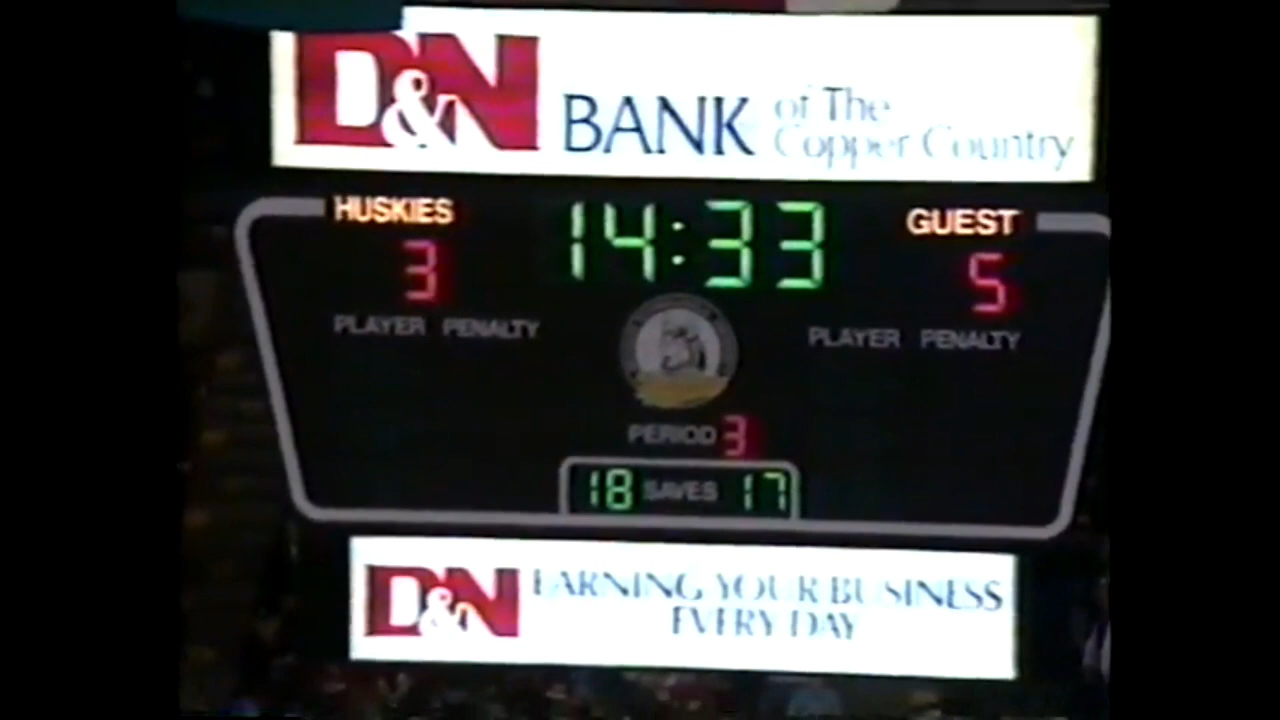 D&N BANK of The
Copper Country
HUSKIES 14:33 GUEST
3 5
PLAYER PENALTY PLAYER PENALTY
PERIOD 3
18 SAVES 17
D&N EARNING YOUR BUSINESS
EVERY DAY